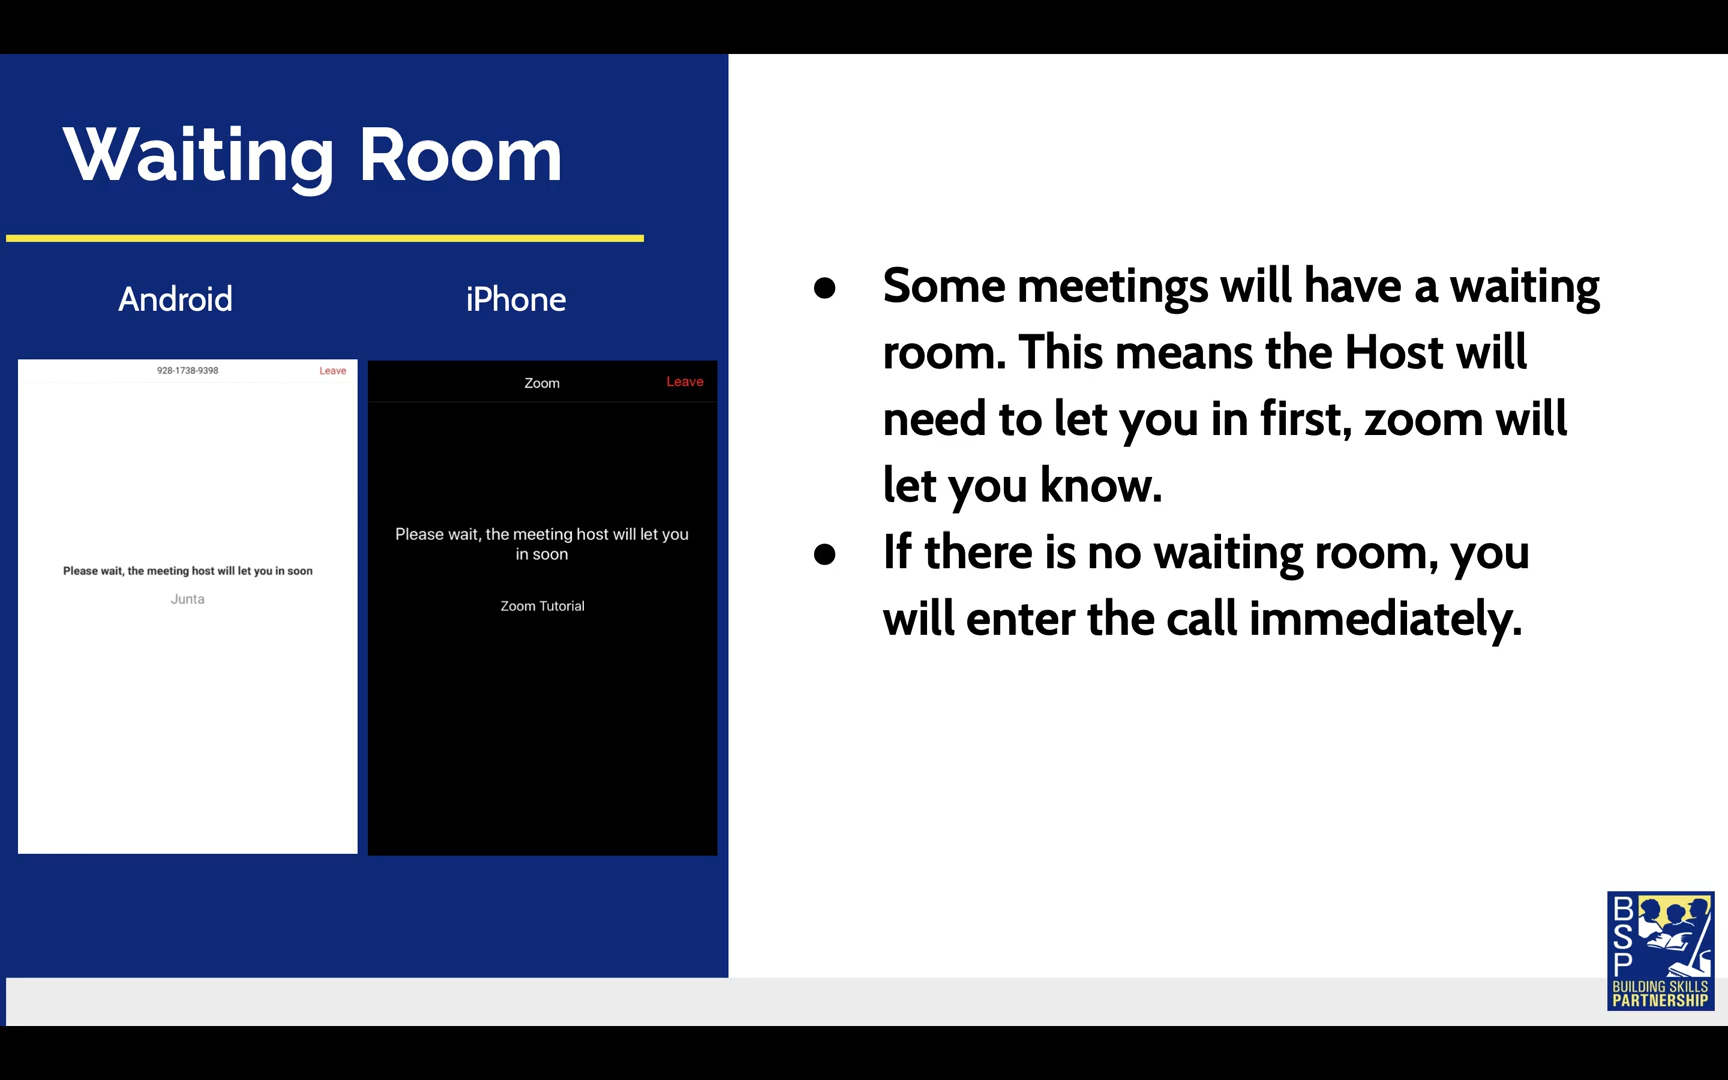 Waiting Room
Android
iPhone
928-1738-9398
Leave
Please wait, the meeting host will let you in soon
Junta
Zoom
Leave
Please wait, the meeting host will let you
in soon
Zoom Tutorial
● Some meetings will have a waiting
room. This means the Host will
need to let you in first, zoom will
let you know.
● If there is no waiting room, you
will enter the call immediately.
BSP
BUILDING SKILLS
PARTNERSHIP